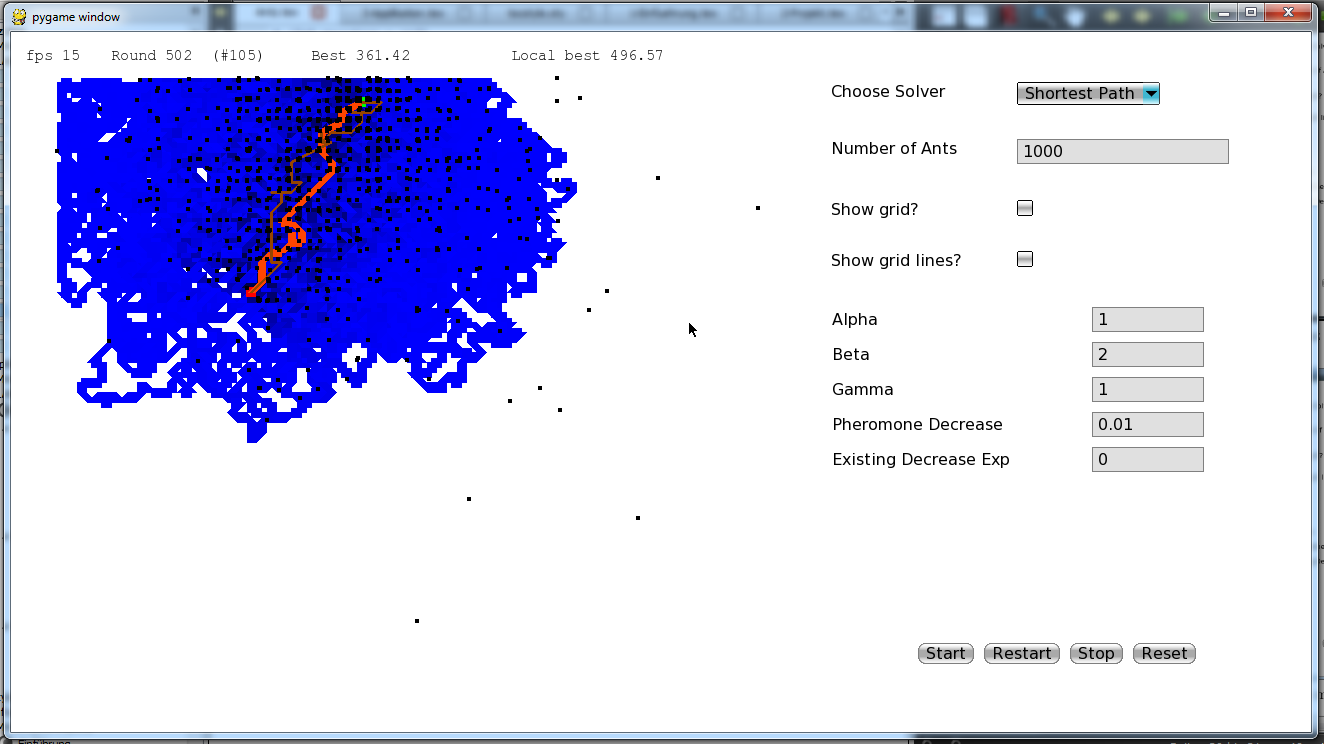 pygame window
fps 15 Round 502 (#105) Best 361.42 Local best 496.57
Choose Solver Shortest Path
Number of Ants 1000
Show grid?
Show grid lines?
Alpha 1
Beta 2
Gamma 1
Pheromone Decrease 0.01
Existing Decrease Exp 0
Start Restart Stop Reset